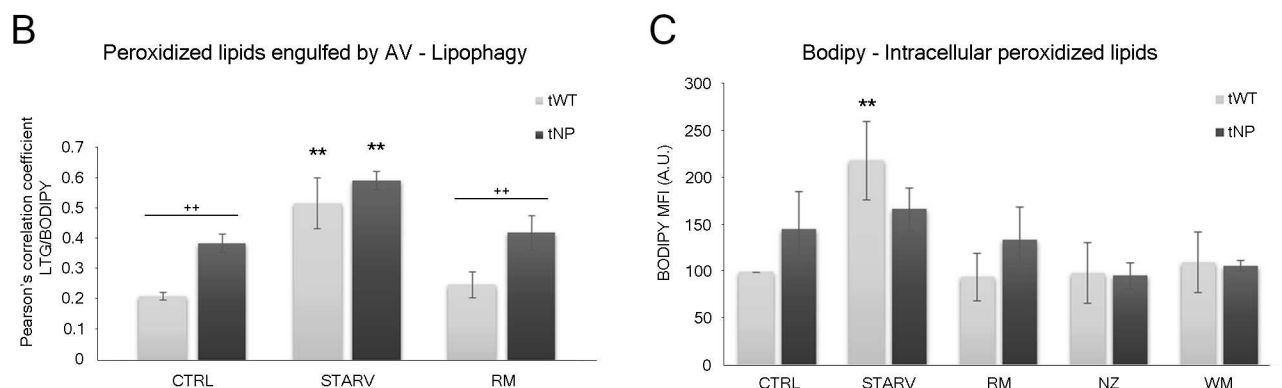 B
Peroxidized lipids engulfed by AV - Lipophagy
tWT
tNP
Pearson's correlation coefficient
LTG/BODIPY
0.7
0.6
0.5
0.4
0.3
0.2
0.1
0
++
**
**
++
CTRL
STARV
RM
C
Bodipy - Intracellular peroxidized lipids
tWT
tNP
BODIPY MFI (A.U.)
300
250
200
150
100
50
0
**
CTRL
STARV
RM
NZ
WM